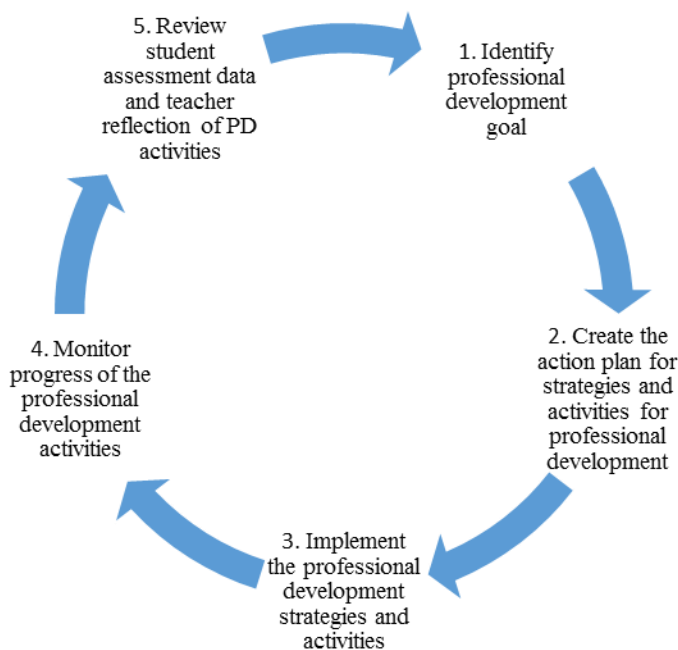 1. Identify
professional
development
goal
2. Create the
action plan for
strategies and
activities for
professional
development
3. Implement
the professional
development
strategies and
activities
4. Monitor
progress of the
professional
development
activities
5. Review
student
assessment data
and teacher
reflection of PD
activities